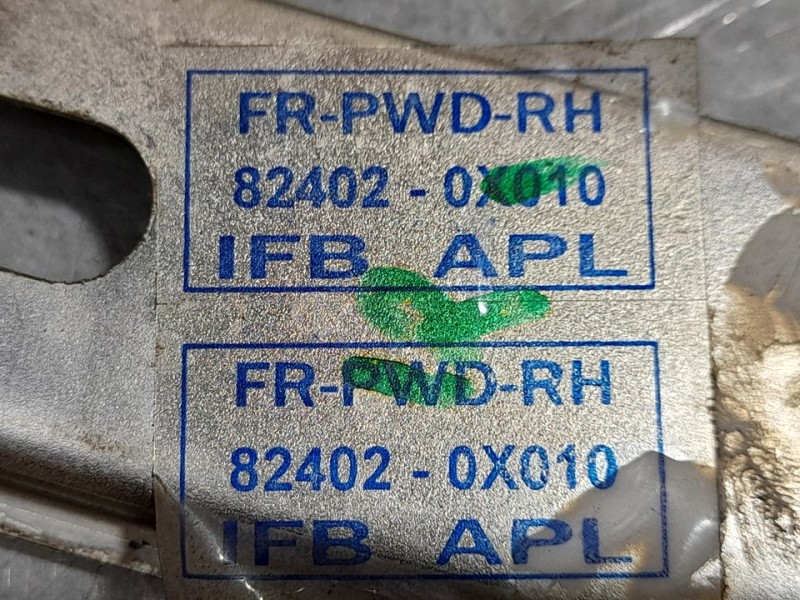 FR-PWD-RH
82402 - 0X010
IFB APL
FR-PWD-RH
82402 - 0X010
IFB APL